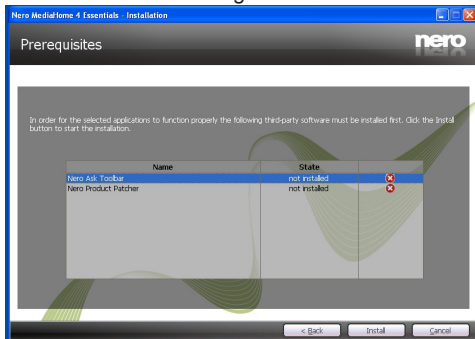 Nero MediaHome 4 Essentials - Installation
Prerequisites
nero
In order for the selected applications to function properly the following third-party software must be installed first. Click the Install
button to start the installation.
Name State
Nero Ask Toolbar not installed
Nero Product Patcher not installed
< Back Install Cancel